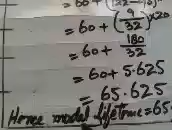 = 60 + (9/32) × 20
= 60 + 180/32
= 60 + 5.625
= 65.625
Hence modal lifetime = 65.